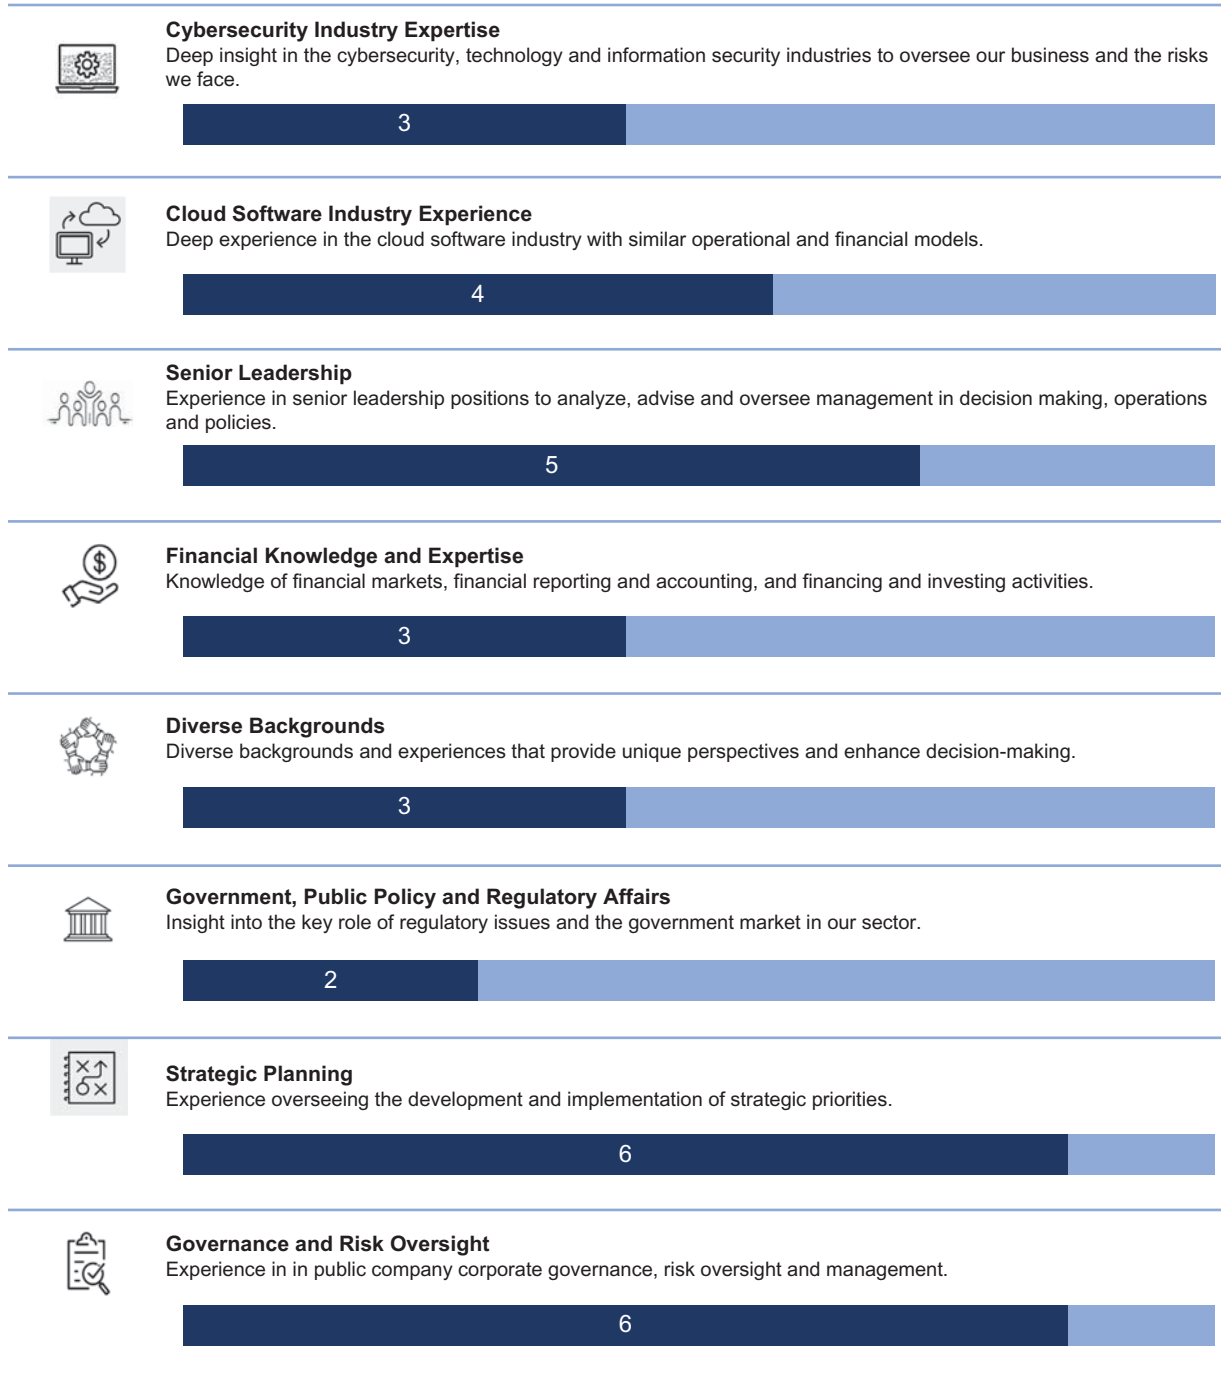 Cybersecurity Industry Expertise
Deep insight in the cybersecurity, technology and information security industries to oversee our business and the risks
we face.
3
Cloud Software Industry Experience
Deep experience in the cloud software industry with similar operational and financial models.
4
Senior Leadership
Experience in senior leadership positions to analyze, advise and oversee management in decision making, operations
and policies.
5
Financial Knowledge and Expertise
Knowledge of financial markets, financial reporting and accounting, and financing and investing activities.
3
Diverse Backgrounds
Diverse backgrounds and experiences that provide unique perspectives and enhance decision-making.
3
Government, Public Policy and Regulatory Affairs
Insight into the key role of regulatory issues and the government market in our sector.
2
Strategic Planning
Experience overseeing the development and implementation of strategic priorities.
6
Governance and Risk Oversight
Experience in in public company corporate governance, risk oversight and management.
6